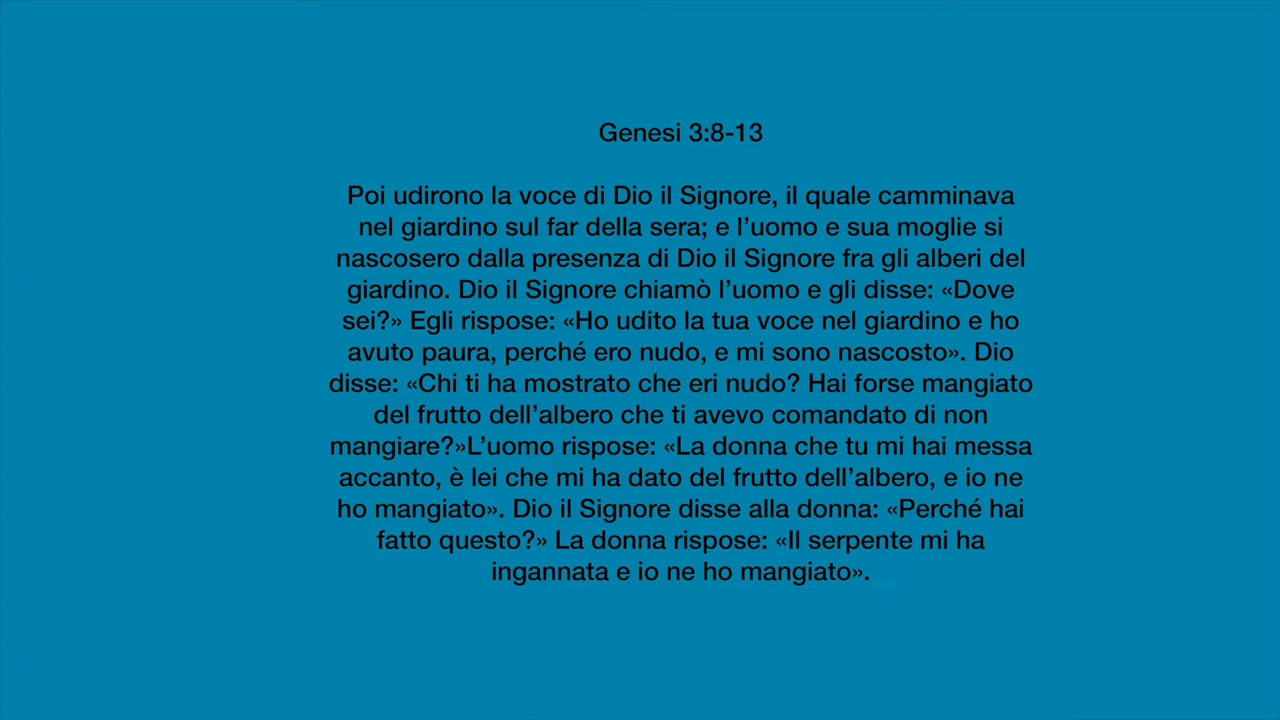 Genesi 3:8-13
Poi udirono la voce di Dio il Signore, il quale camminava
nel giardino sul far della sera; e l’uomo e sua moglie si
nascosero dalla presenza di Dio il Signore fra gli alberi del
giardino. Dio il Signore chiamò l’uomo e gli disse: «Dove
sei?» Egli rispose: «Ho udito la tua voce nel giardino e ho
avuto paura, perché ero nudo, e mi sono nascosto». Dio
disse: «Chi ti ha mostrato che eri nudo? Hai forse mangiato
del frutto dell’albero che ti avevo comandato di non
mangiare?»L’uomo rispose: «La donna che tu mi hai messa
accanto, è lei che mi ha dato del frutto dell’albero, e io ne
ho mangiato». Dio il Signore disse alla donna: «Perché hai
fatto questo?» La donna rispose: «Il serpente mi ha
ingannata e io ne ho mangiato».